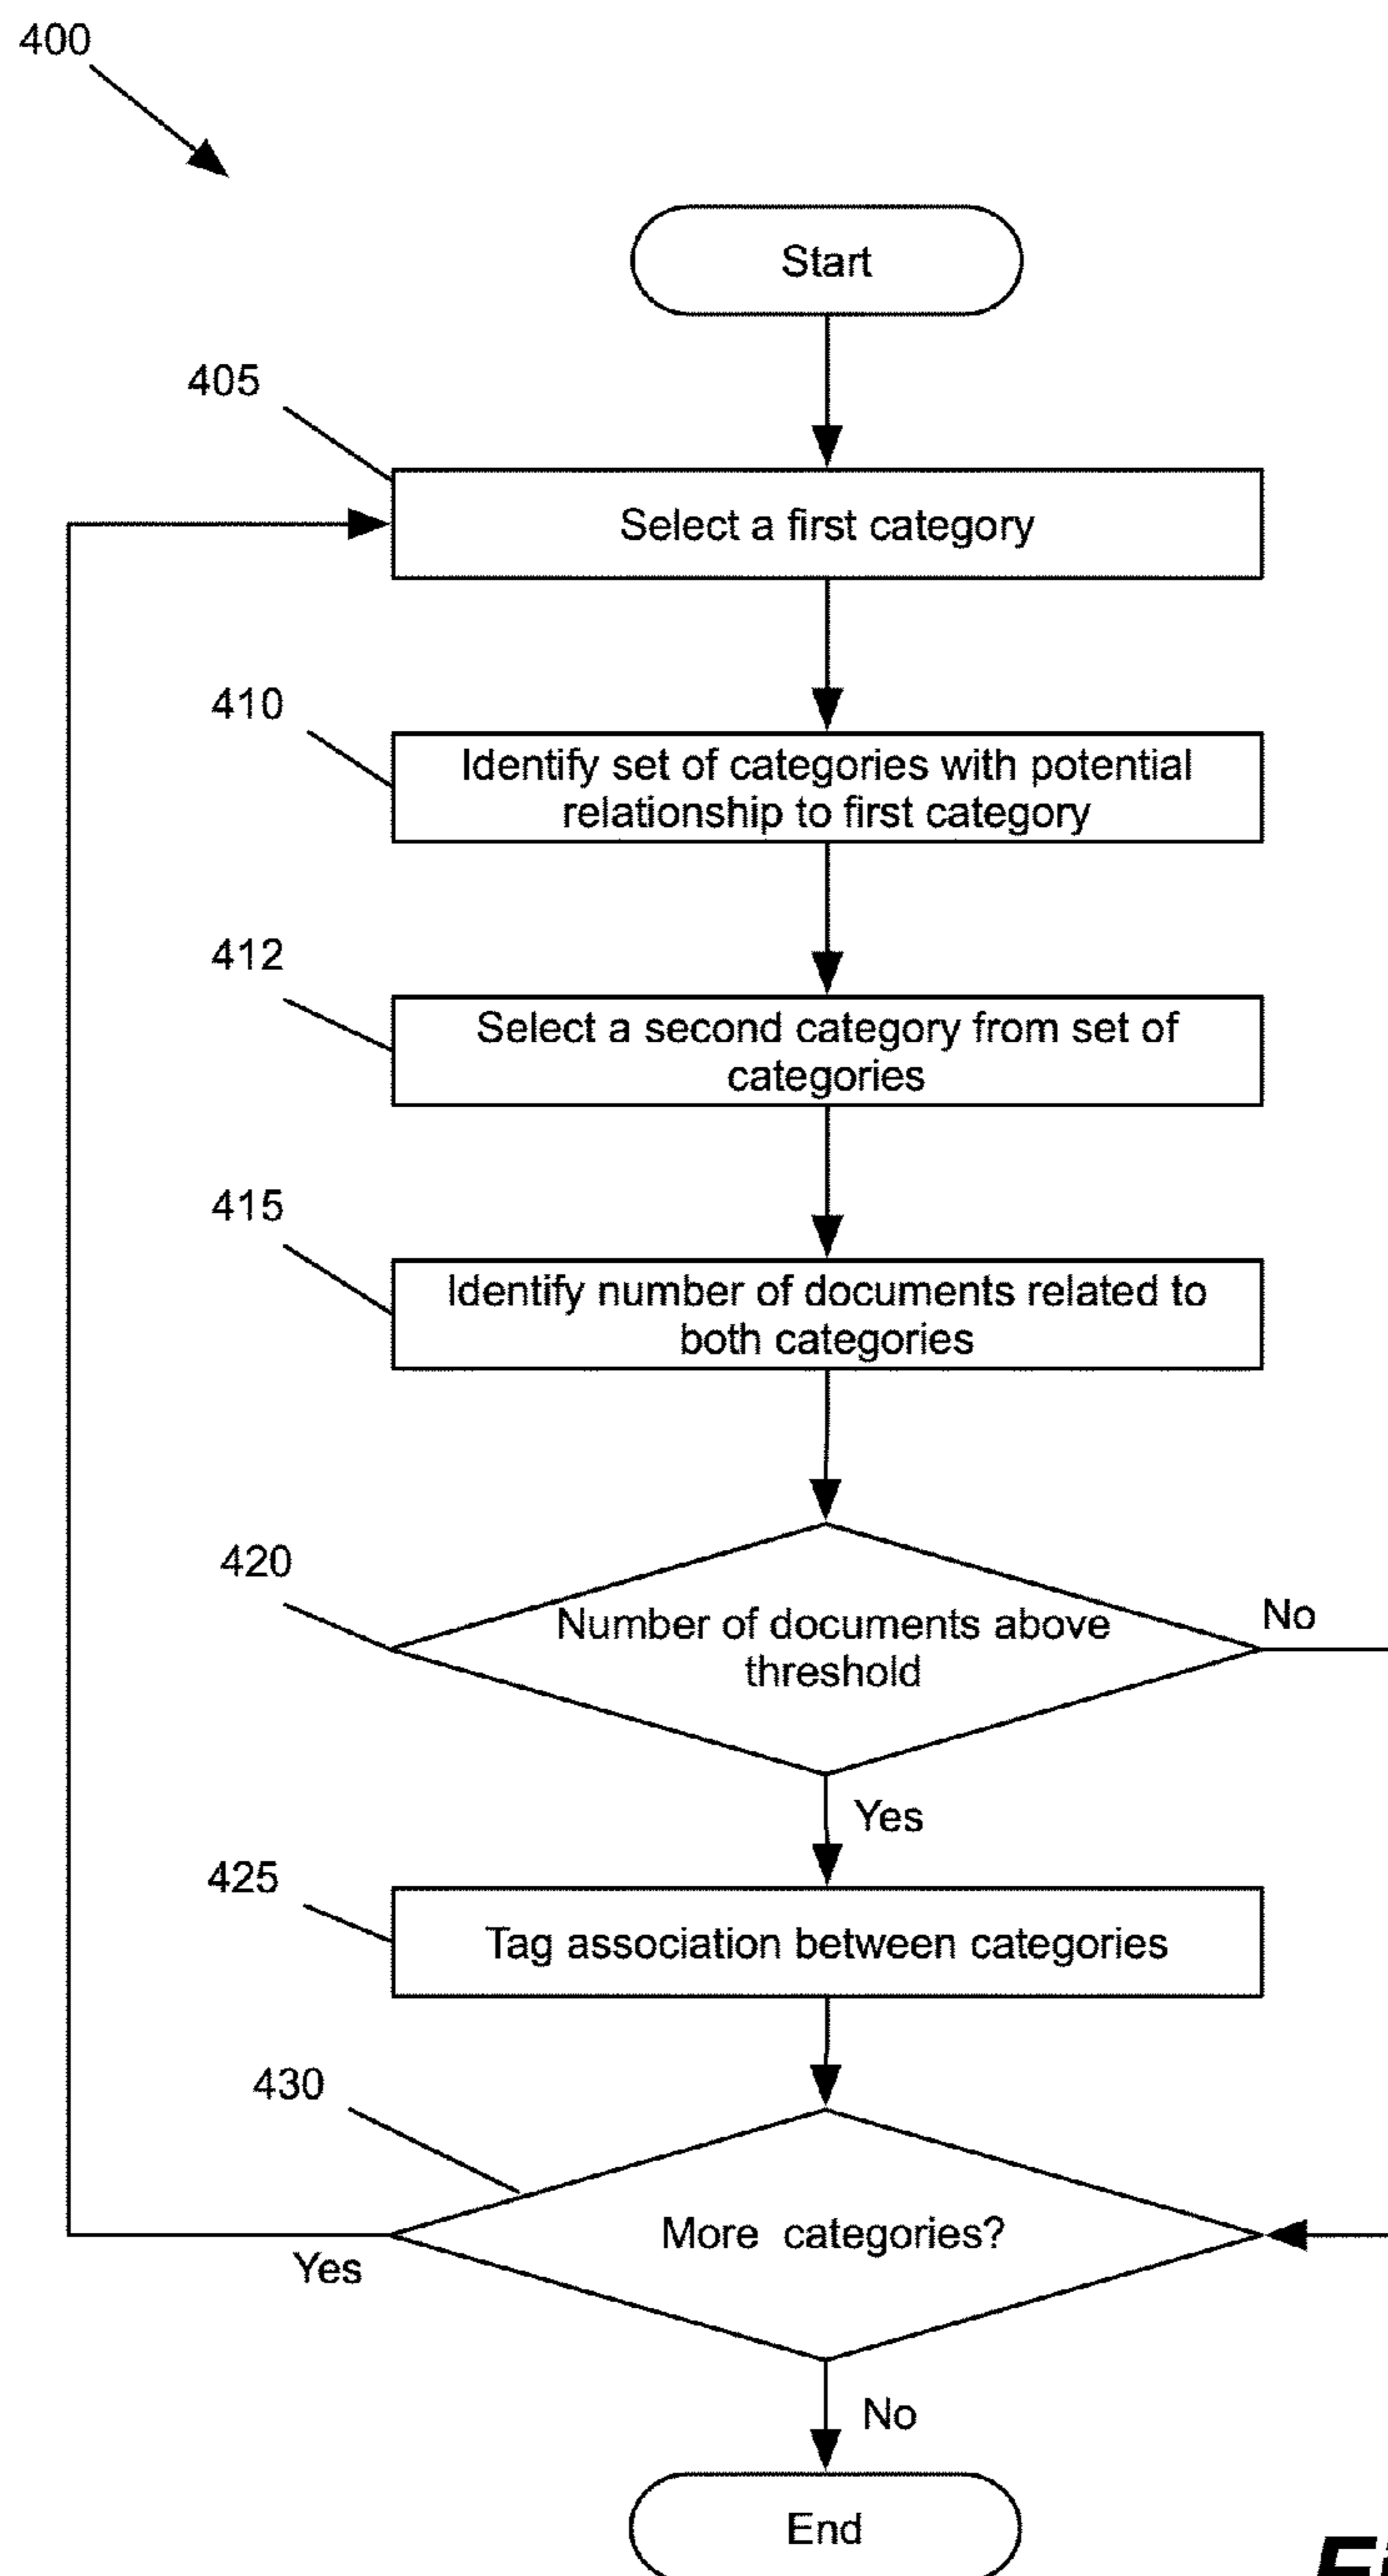 400
Start
405
Select a first category
410
Identify set of categories with potential
relationship to first category
412
Select a second category from set of
categories
415
Identify number of documents related to
both categories
420
Number of documents above
threshold
No
Yes
425
Tag association between categories
430
More categories?
Yes
No
End